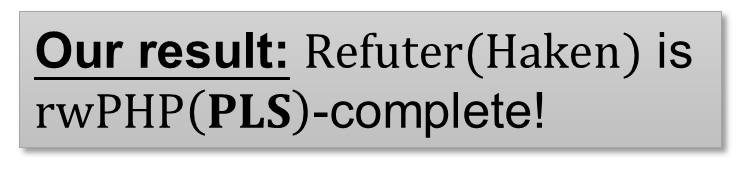 Our result: Refuter(Haken) is
rwPHP(PLS)-complete!